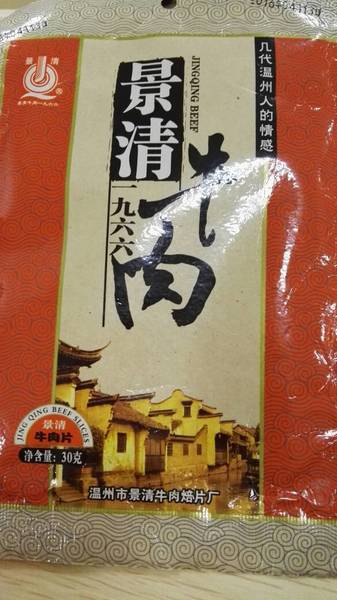 景清
®
几代温州人的情感
JINGQING BEEF
景清
一九六六
牛肉
JING QING BEEF SLICES
景清
牛肉片
净含量：30克
温州市景清牛肉焙片厂